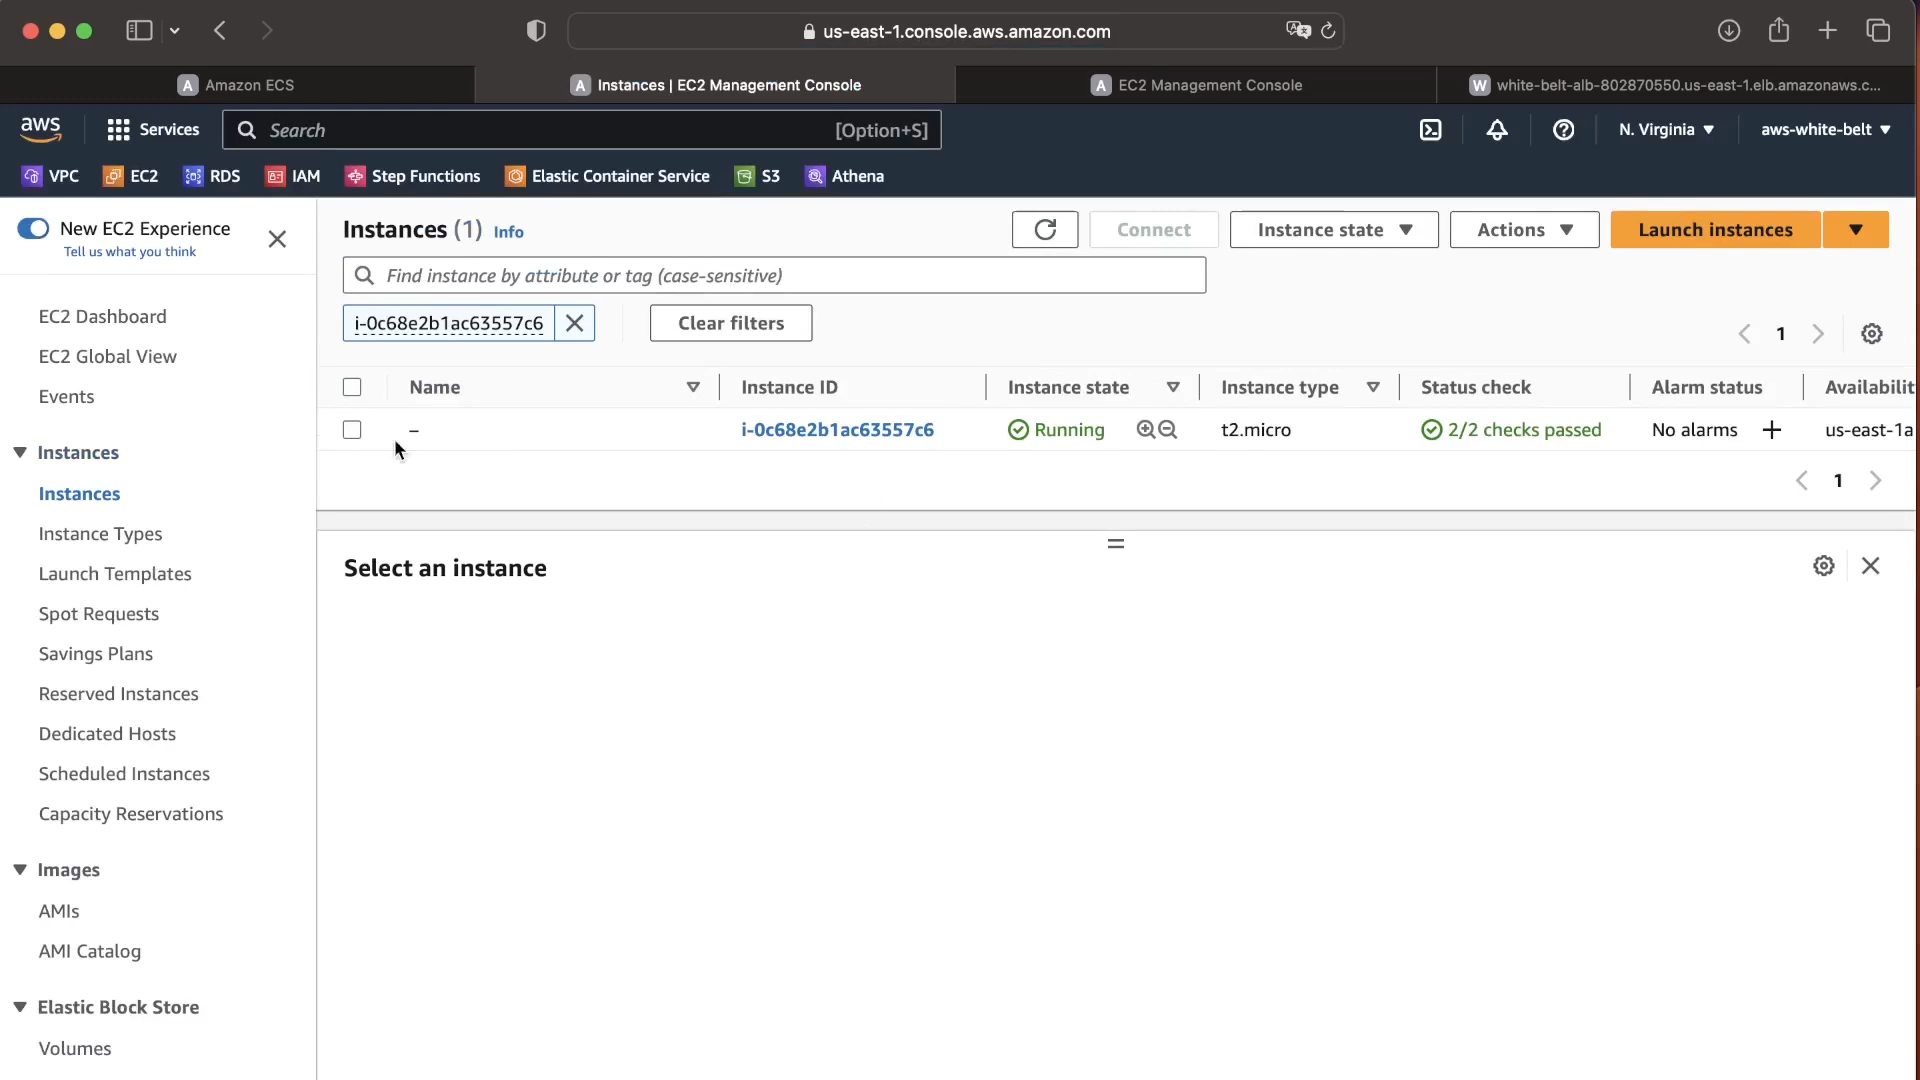 us-east-1.console.aws.amazon.com
A Amazon ECS
A Instances | EC2 Management Console
A EC2 Management Console
W white-belt-alb-802870550.us-east-1.elb.amazonaws.c...
aws
Services
Search
[Option+S]
N. Virginia
aws-white-belt
VPC
EC2
RDS
IAM
Step Functions
Elastic Container Service
S3
Athena
New EC2 Experience
Tell us what you think
EC2 Dashboard
EC2 Global View
Events
Instances
Instances
Instance Types
Launch Templates
Spot Requests
Savings Plans
Reserved Instances
Dedicated Hosts
Scheduled Instances
Capacity Reservations
Images
AMIs
AMI Catalog
Elastic Block Store
Volumes
Instances (1) Info
Connect
Instance state
Actions
Launch instances
Find instance by attribute or tag (case-sensitive)
i-0c68e2b1ac63557c6
Clear filters
1
Name
Instance ID
Instance state
Instance type
Status check
Alarm status
Availabilit
–
i-0c68e2b1ac63557c6
Running
t2.micro
2/2 checks passed
No alarms
us-east-1a
1
Select an instance